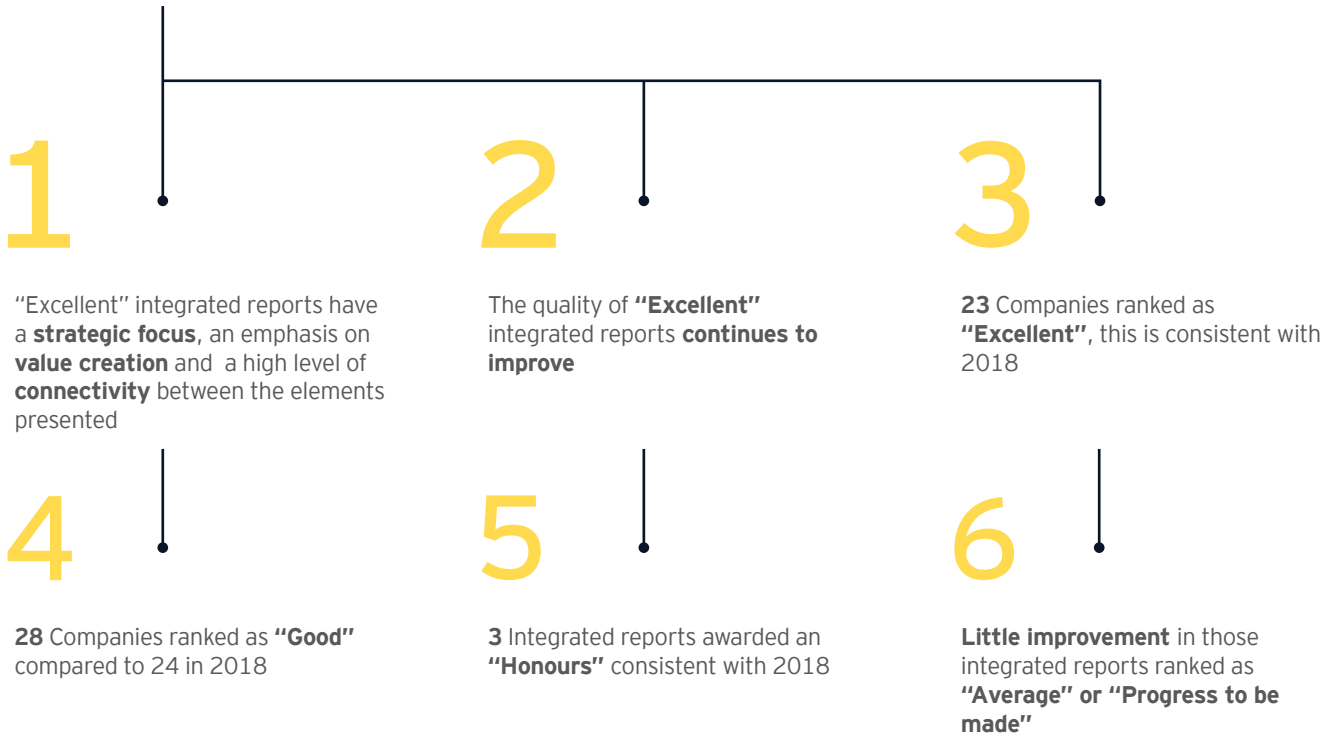 1
“Excellent” integrated reports have
a strategic focus, an emphasis on
value creation and a high level of
connectivity between the elements
presented
2
The quality of “Excellent”
integrated reports continues to
improve
3
23 Companies ranked as
“Excellent”, this is consistent with
2018
4
28 Companies ranked as “Good”
compared to 24 in 2018
5
3 Integrated reports awarded an
“Honours” consistent with 2018
6
Little improvement in those
integrated reports ranked as
“Average” or “Progress to be
made”